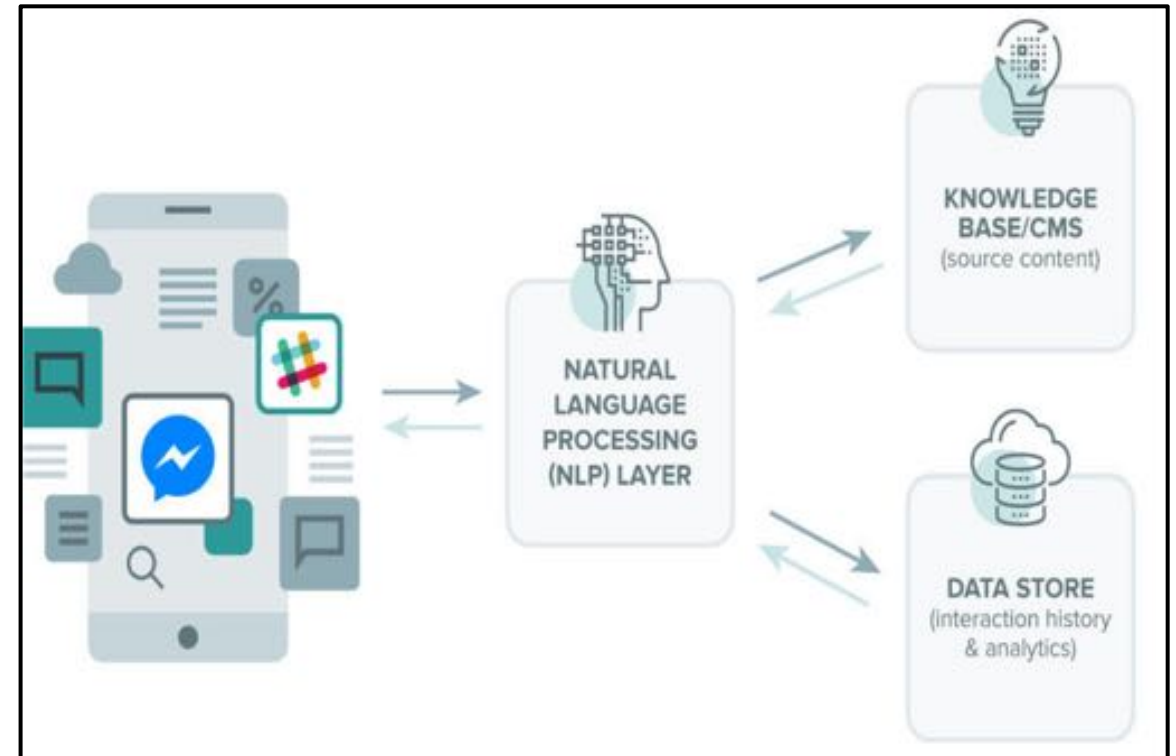 %
NATURAL
LANGUAGE
PROCESSING
(NLP) LAYER
KNOWLEDGE
BASE/CMS
(source content)
DATA STORE
(interaction history
& analytics)